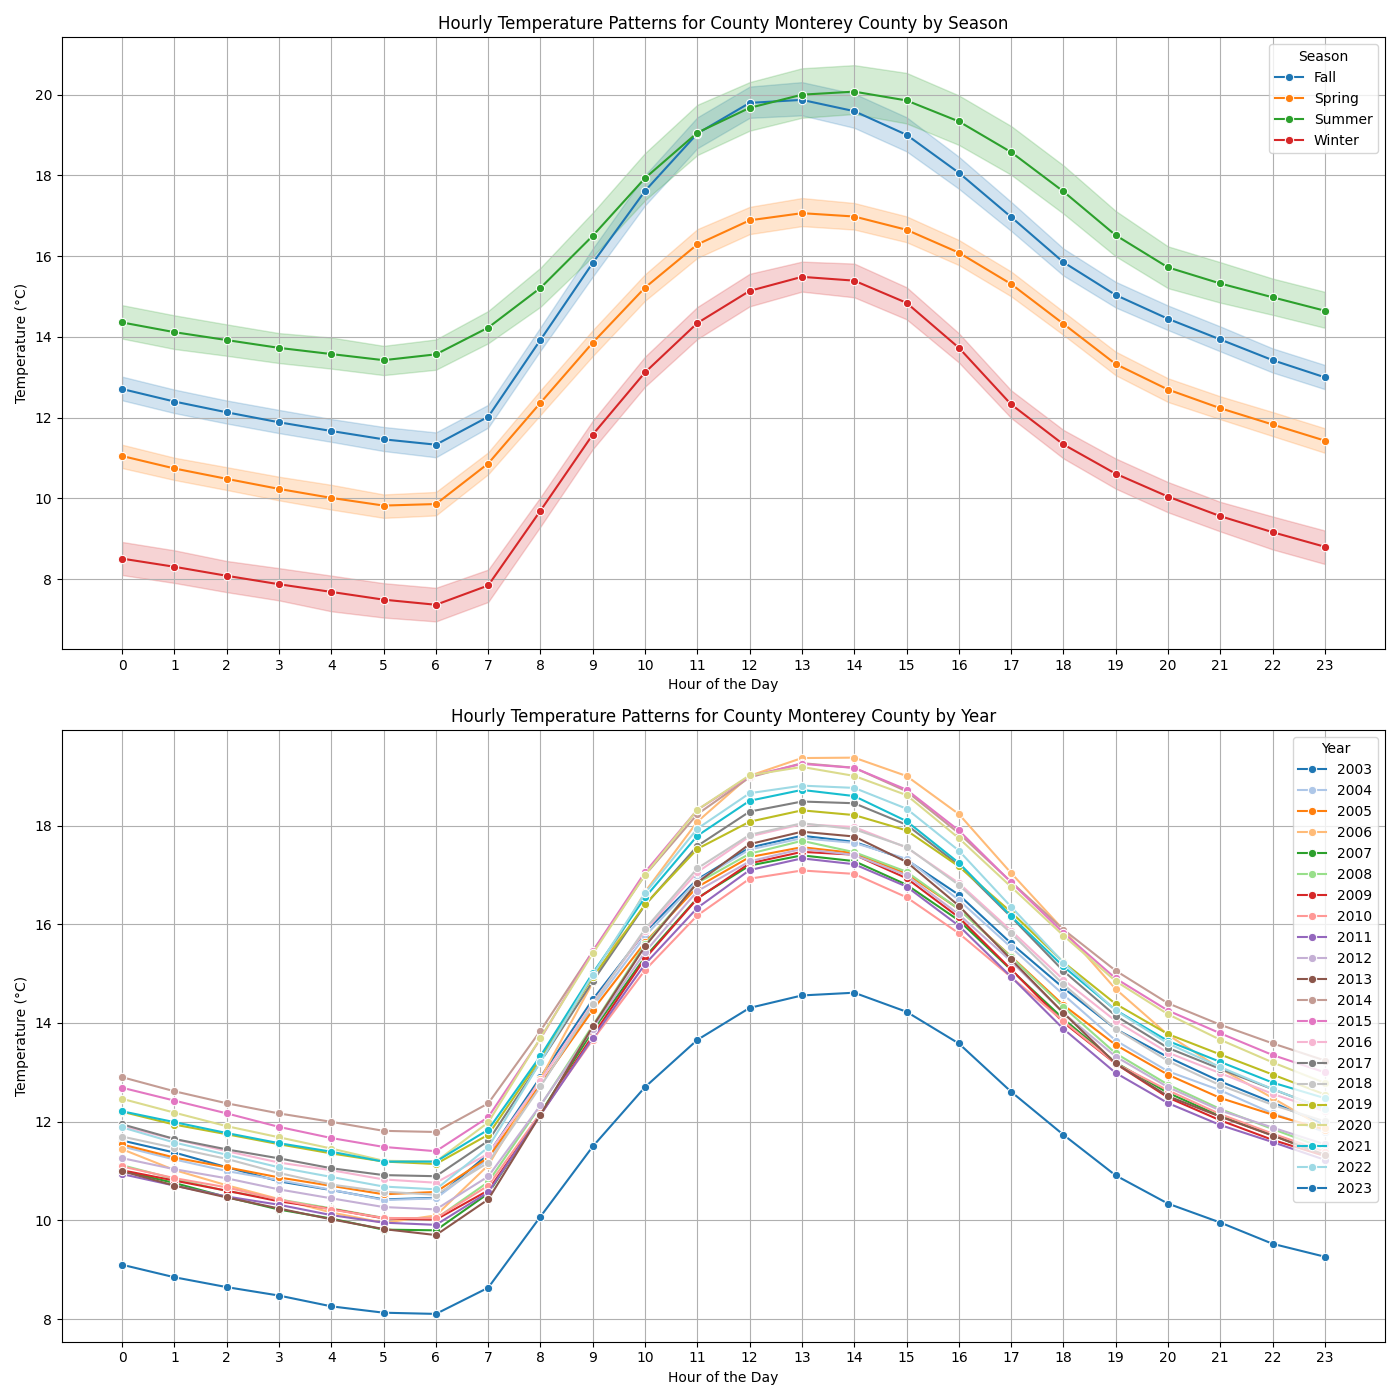 Hourly Temperature Patterns for County Monterey County by Season
Season
Fall
Spring
Summer
Winter
Temperature (°C)
20
18
16
14
12
10
8
0 1 2 3 4 5 6 7 8 9 10 11 12 13 14 15 16 17 18 19 20 21 22 23
Hour of the Day
Hourly Temperature Patterns for County Monterey County by Year
Year
2003
2004
2005
2006
2007
2008
2009
2010
2011
2012
2013
2014
2015
2016
2017
2018
2019
2020
2021
2022
2023
Temperature (°C)
18
16
14
12
10
8
0 1 2 3 4 5 6 7 8 9 10 11 12 13 14 15 16 17 18 19 20 21 22 23
Hour of the Day